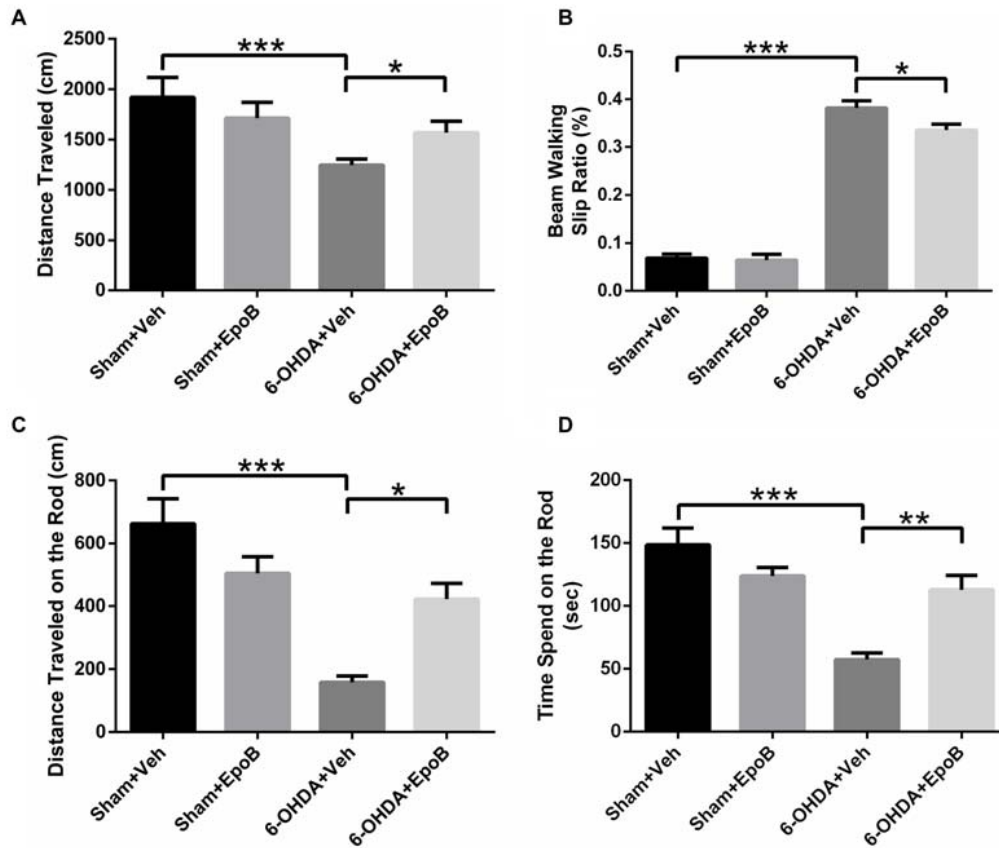 A
Distance Traveled (cm)
2500
2000
1500
1000
500
0
***
*
Sham+Veh
Sham+EpoB
6-OHDA+Veh
6-OHDA+EpoB
B
Beam Walking
Slip Ratio (%)
0.5
0.4
0.3
0.2
0.1
0.0
***
*
Sham+Veh
Sham+EpoB
6-OHDA+Veh
6-OHDA+EpoB
C
Distance Traveled on the Rod (cm)
800
600
400
200
0
***
*
Sham+Veh
Sham+EpoB
6-OHDA+Veh
6-OHDA+EpoB
D
Time Spend on the Rod
(sec)
200
150
100
50
0
***
**
Sham+Veh
Sham+EpoB
6-OHDA+Veh
6-OHDA+EpoB